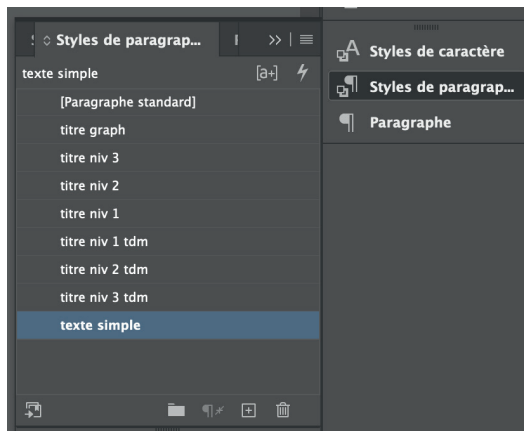 Styles de paragrap...
texte simple
[a+]
[Paragraphe standard]
titre graph
titre niv 3
titre niv 2
titre niv 1
titre niv 1 tdm
titre niv 2 tdm
titre niv 3 tdm
texte simple
Styles de caractère
Styles de paragrap...
Paragraphe